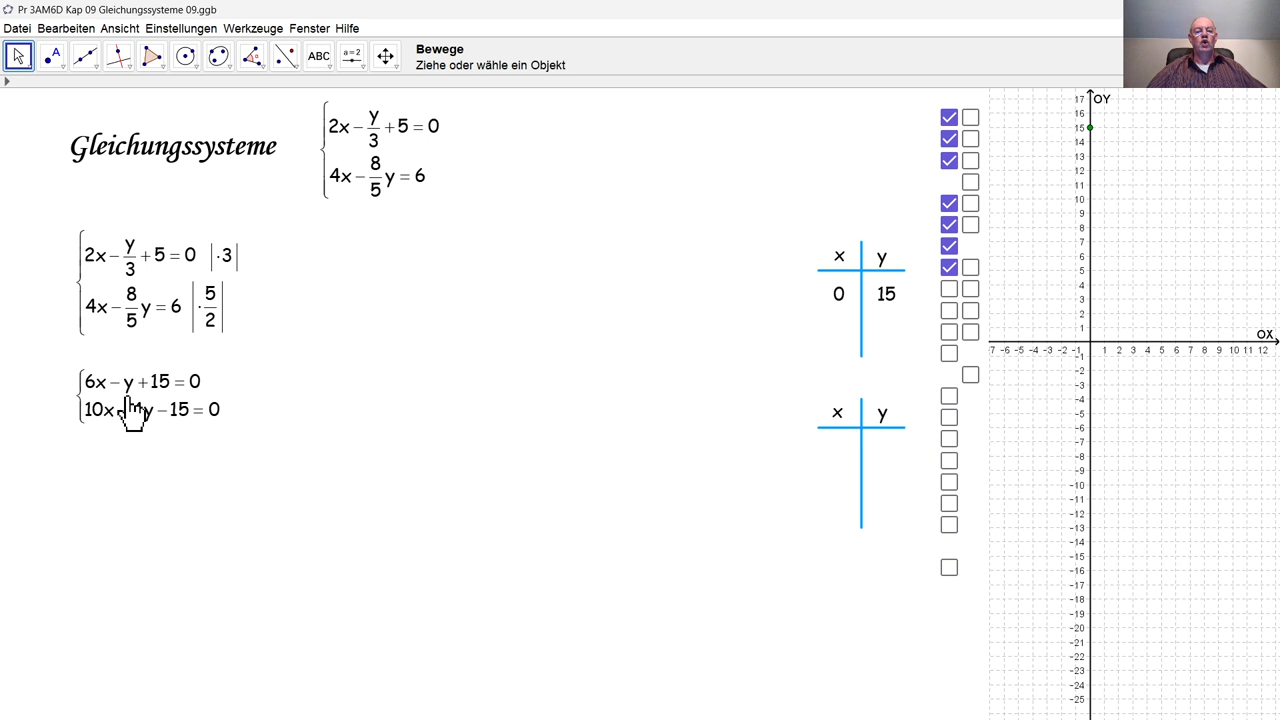 Pr 3AM6D Kap 09 Gleichungssysteme 09.ggb
Datei Bearbeiten Ansicht Einstellungen Werkzeuge Fenster Hilfe
A ABC a=2
Bewege
Ziehe oder wähle ein Objekt
Gleichungssysteme
2x − y/3 + 5 = 0
4x − 8/5 y = 6
2x − y/3 + 5 = 0 |·3|
4x − 8/5 y = 6 |·5/2|
6x − y + 15 = 0
10x y − 15 = 0
x y
0 15
x y
OY
17
15
14
13
12
11
10
9
8
7
6
5
4
3
2
1
OX
-7 -6 -5 -4 -3 -2 -1 1 2 3 4 5 6 7 8 9 10 11 12
-1
-2
-3
-4
-5
-6
-7
-8
-9
-10
-11
-12
-13
-14
-15
-16
-17
-18
-19
-20
-21
-22
-23
-24
-25